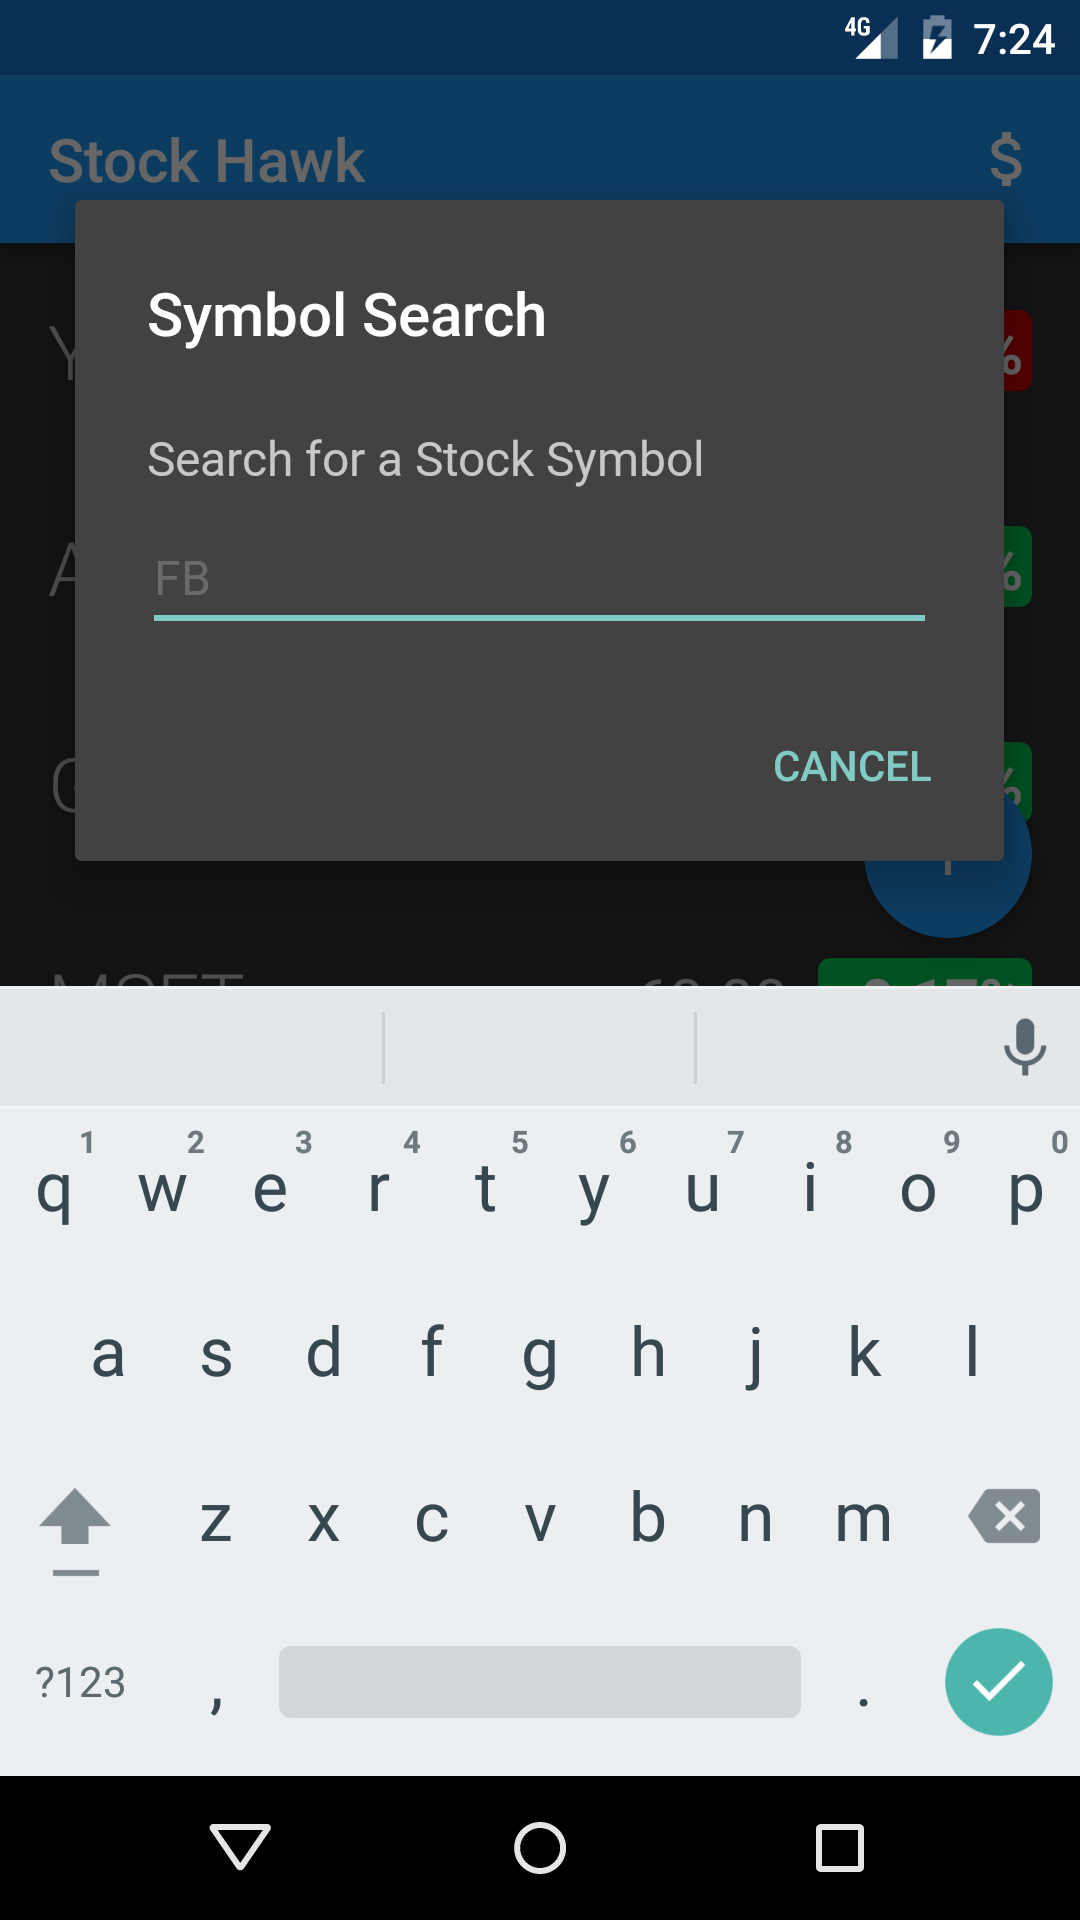 4G 7:24
Stock Hawk $
Symbol Search
Search for a Stock Symbol
FB
CANCEL
1 2 3 4 5 6 7 8 9 0
q w e r t y u i o p
a s d f g h j k l
z x c v b n m
?123 , .